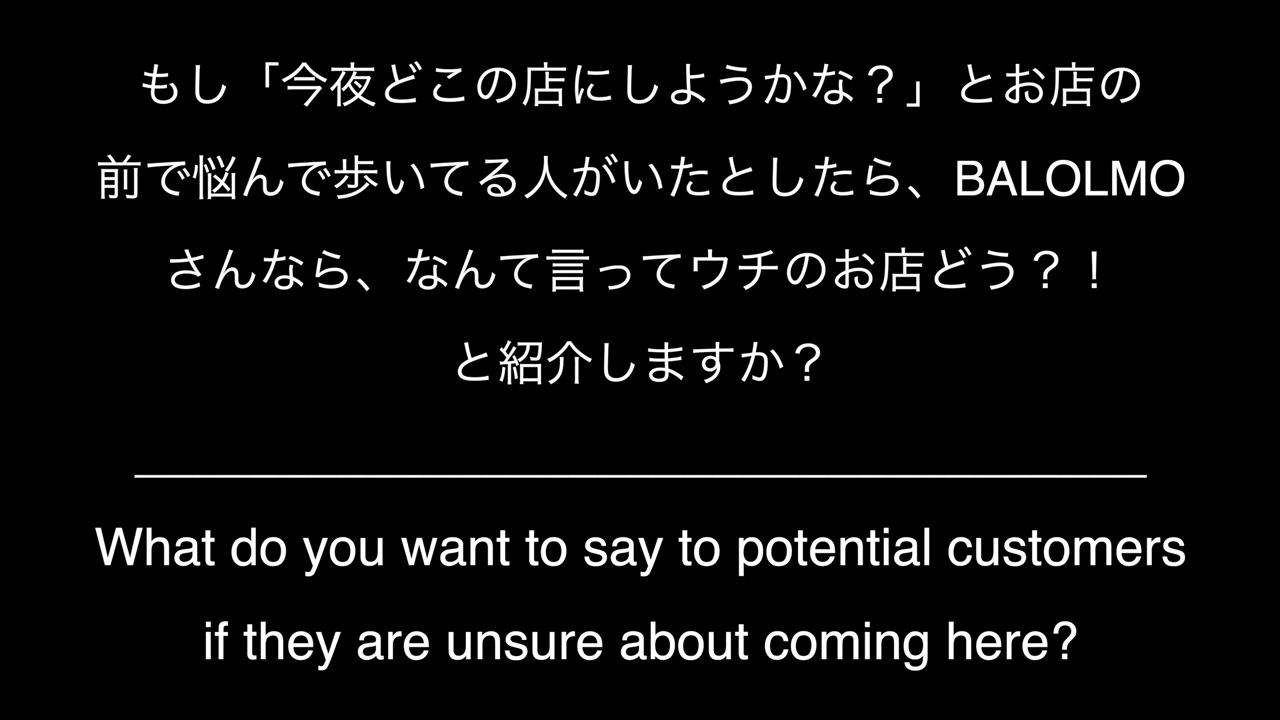 もし「今夜どこの店にしようかな？」とお店の
前で悩んで歩いてる人がいたとしたら、BALOLMO
さんなら、なんて言ってウチのお店どう？！
と紹介しますか？
What do you want to say to potential customers
if they are unsure about coming here?